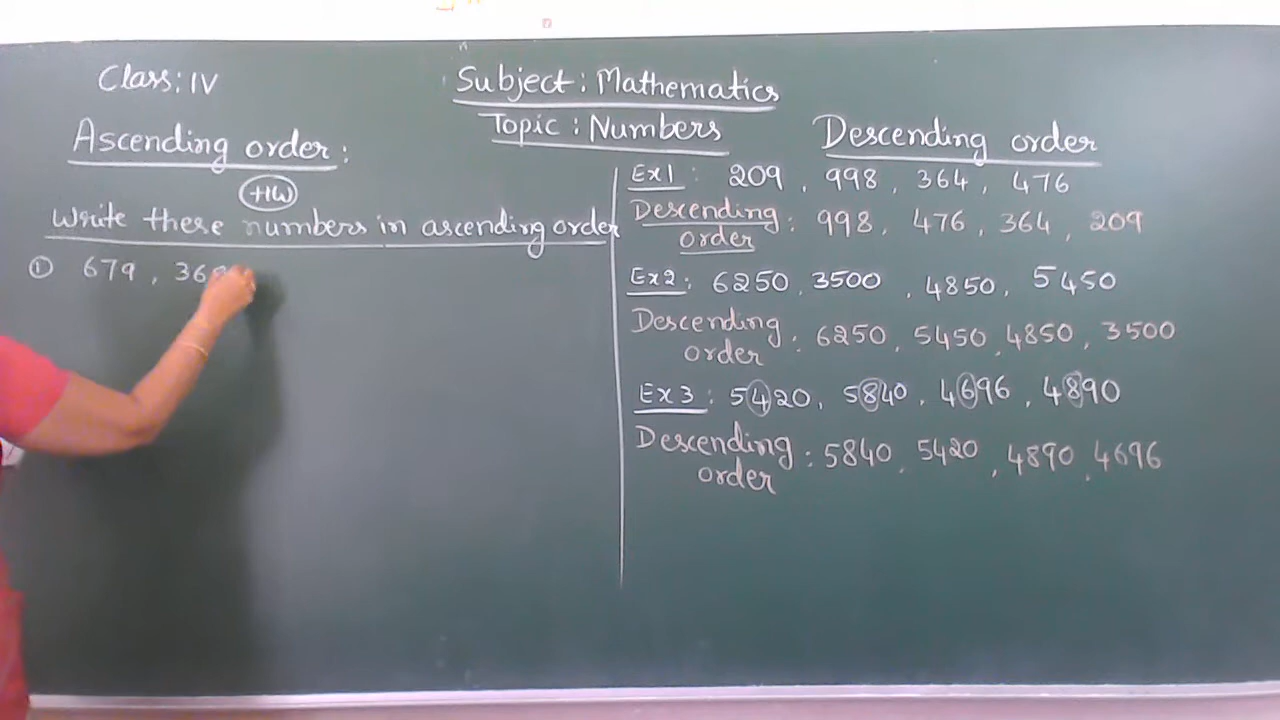 Class: IV
Subject: Mathematics
Topic: Numbers
Ascending order:
HW
Write these numbers in ascending order
① 679, 36
Descending order
Ex1: 209, 998, 364, 476
Descending order: 998, 476, 364, 209
Ex2: 6250, 3500, 4850, 5450
Descending order: 6250, 5450, 4850, 3500
Ex3: 5420, 5840, 4696, 4890
Descending order: 5840, 5420, 4890, 4696